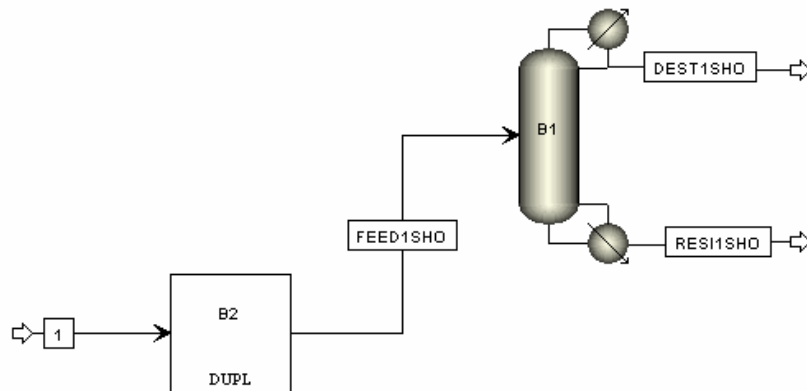 DEST1SHO
B1
FEED1SHO
RESI1SHO
1
B2
DUPL